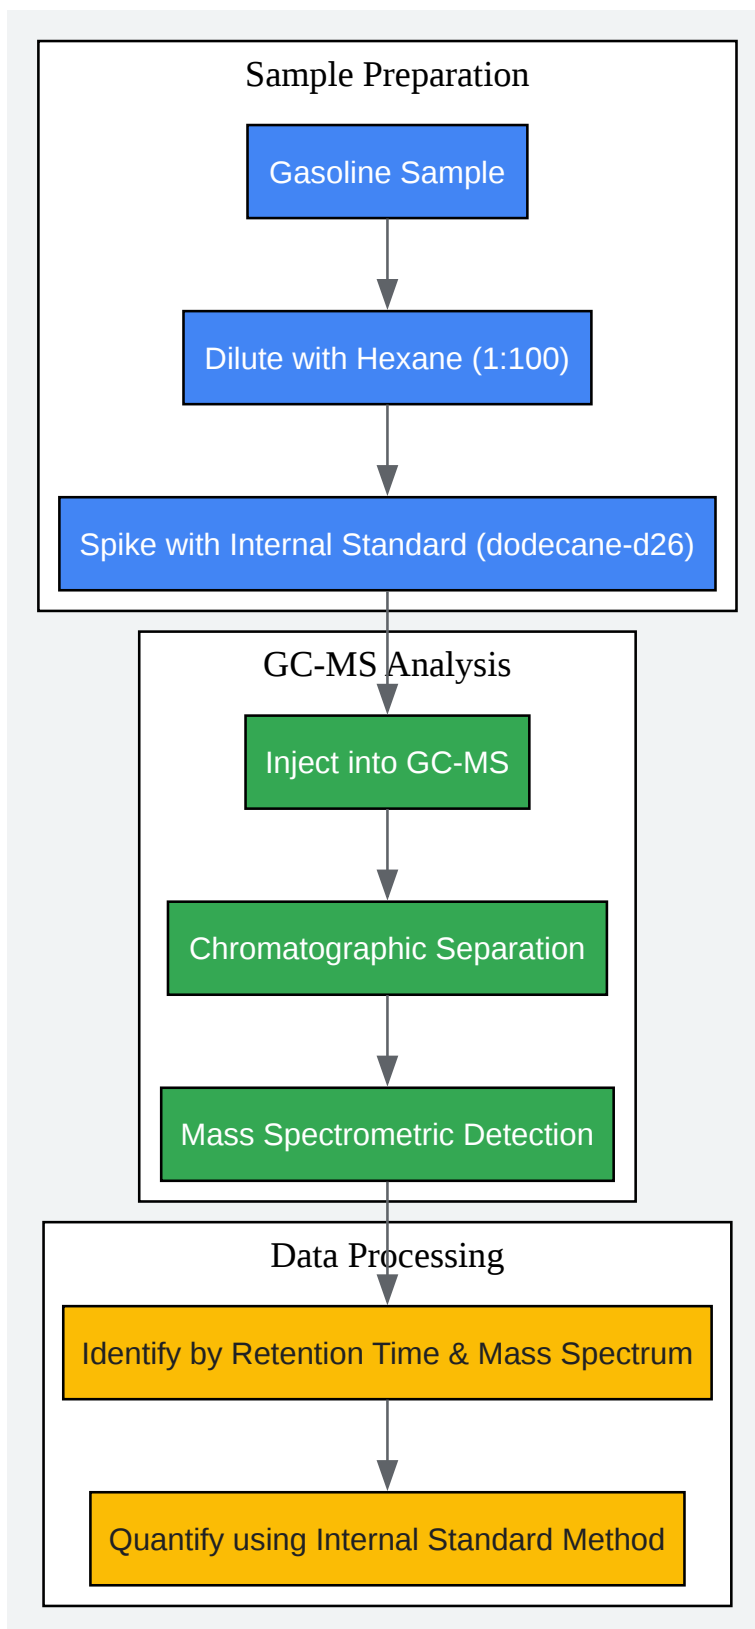 Sample Preparation
Gasoline Sample
Dilute with Hexane (1:100)
Spike with Internal Standard (dodecane-d26)
GC-MS Analysis
Inject into GC-MS
Chromatographic Separation
Mass Spectrometric Detection
Data Processing
Identify by Retention Time & Mass Spectrum
Quantify using Internal Standard Method